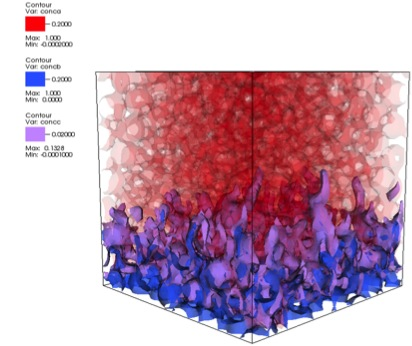 Contour
Var: conca
0.2000
Max: 1.000
Min: -0.0002000
Contour
Var: concb
0.2000
Max: 1.000
Min: 0.0000
Contour
Var: concc
0.02000
Max: 0.1328
Min: -0.0001000